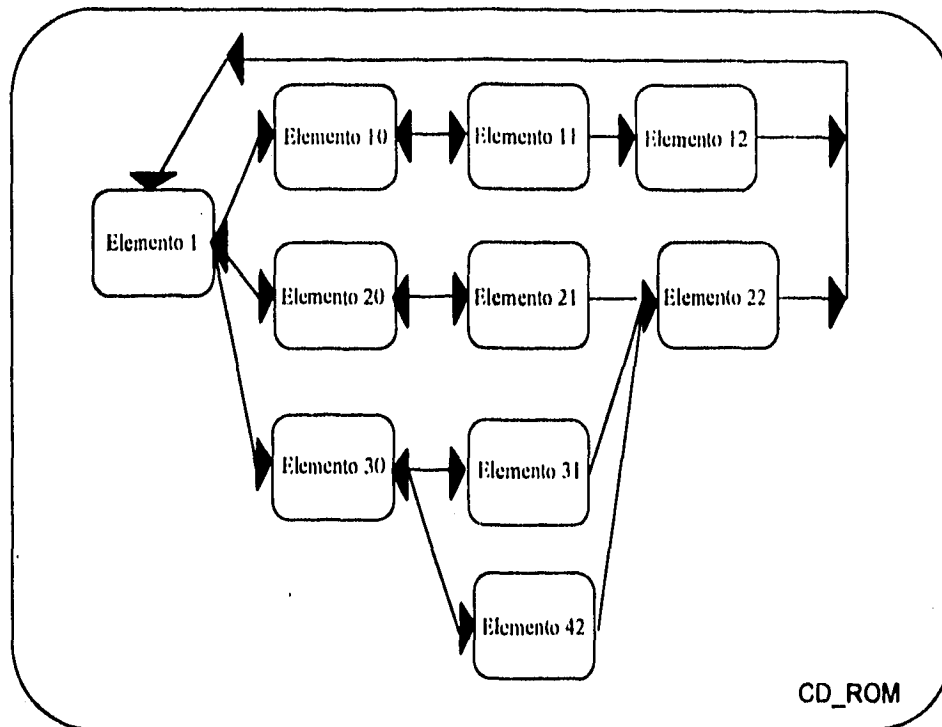 Elemento 10
Elemento 11
Elemento 12
Elemento 1
Elemento 20
Elemento 21
Elemento 22
Elemento 30
Elemento 31
Elemento 42
CD_ROM